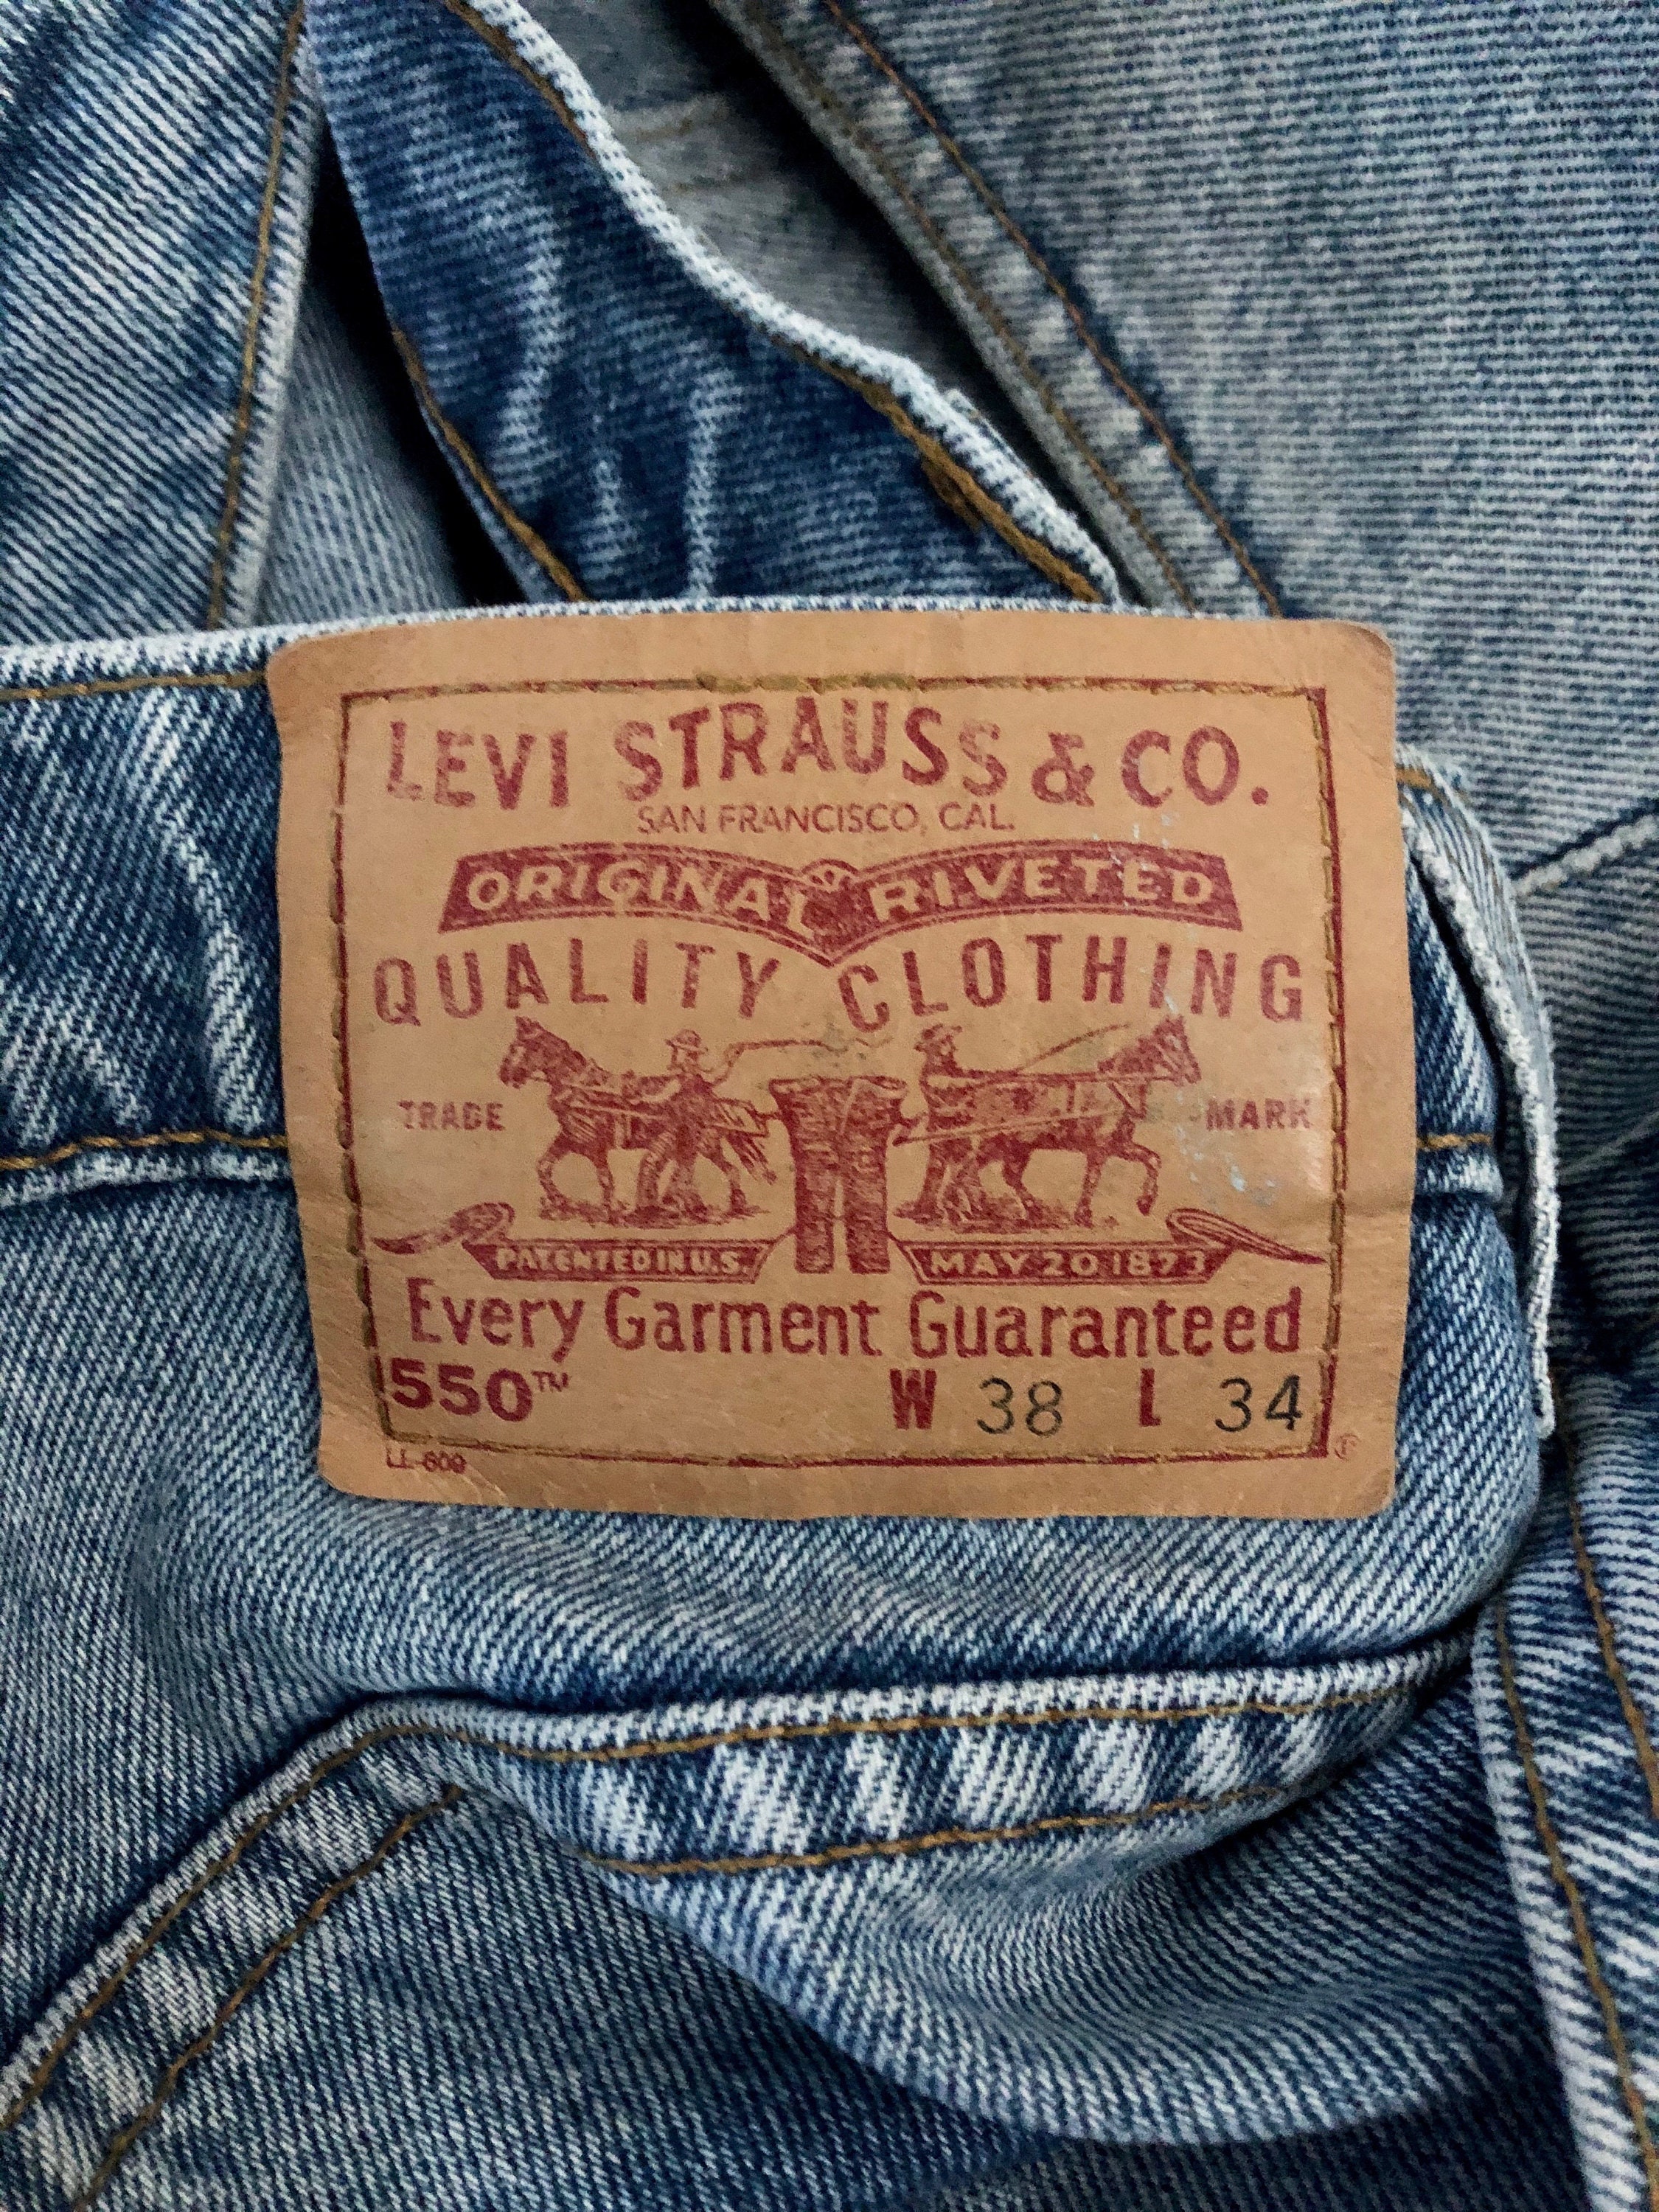 LEVI STRAUSS & CO.
SAN FRANCISCO, CAL.
ORIGINAL RIVETED
QUALITY CLOTHING
TRADE MARK
PATENTED IN U.S. MAY 20 1873
Every Garment Guaranteed
550™ W 38 L 34
®